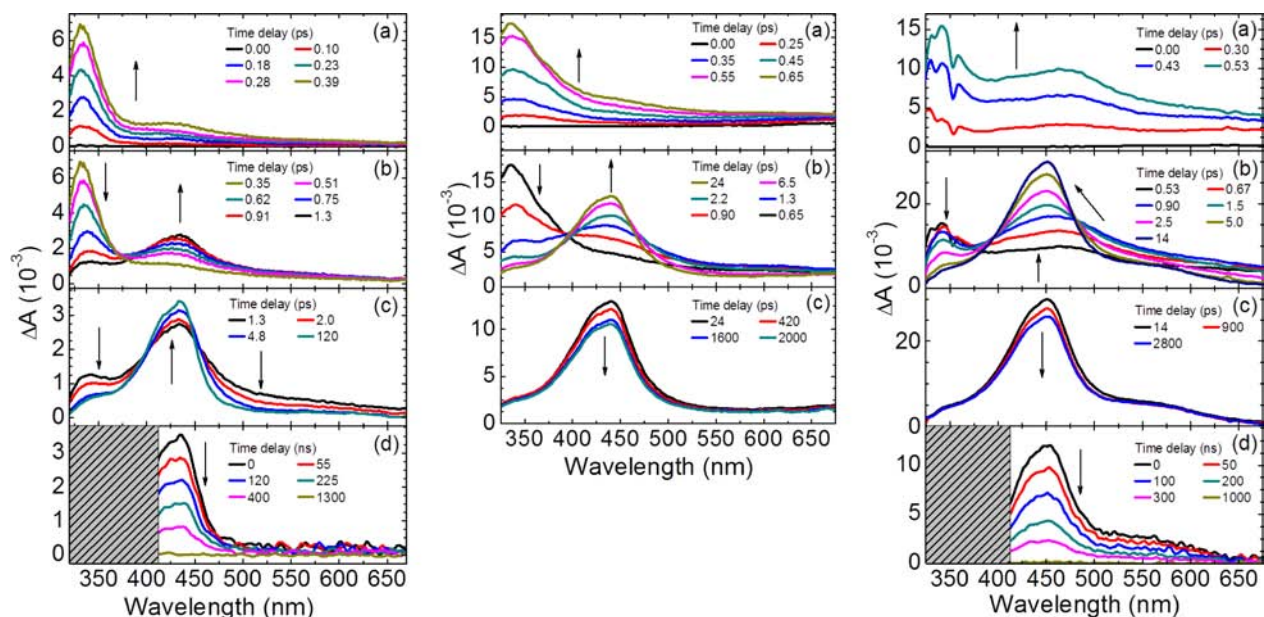 (a)
Time delay (ps)
0.00 0.10
0.18 0.23
0.28 0.39
6
4
2
0
(b)
Time delay (ps)
0.35 0.51
0.62 0.75
0.91 1.3
6
4
2
0
(c)
Time delay (ps)
1.3 2.0
4.8 120
3
2
1
0
(d)
Time delay (ns)
0 55
120 225
400 1300
3
2
1
0
ΔA (10⁻³)
350 400 450 500 550 600 650
Wavelength (nm)
(a)
Time delay (ps)
0.00 0.25
0.35 0.45
0.55 0.65
15
10
5
0
(b)
Time delay (ps)
24 6.5
2.2 1.3
0.90 0.65
15
10
5
0
(c)
Time delay (ps)
24 420
1600 2000
10
5
0
ΔA (10⁻³)
350 400 450 500 550 600 650
Wavelength (nm)
(a)
Time delay (ps)
0.00 0.30
0.43 0.53
15
10
5
0
(b)
Time delay (ps)
0.53 0.67
0.90 1.5
2.5 5.0
14
20
10
0
(c)
Time delay (ps)
14 900
2800
20
10
0
(d)
Time delay (ns)
0 50
100 200
300 1000
10
5
0
ΔA (10⁻³)
350 400 450 500 550 600 650
Wavelength (nm)